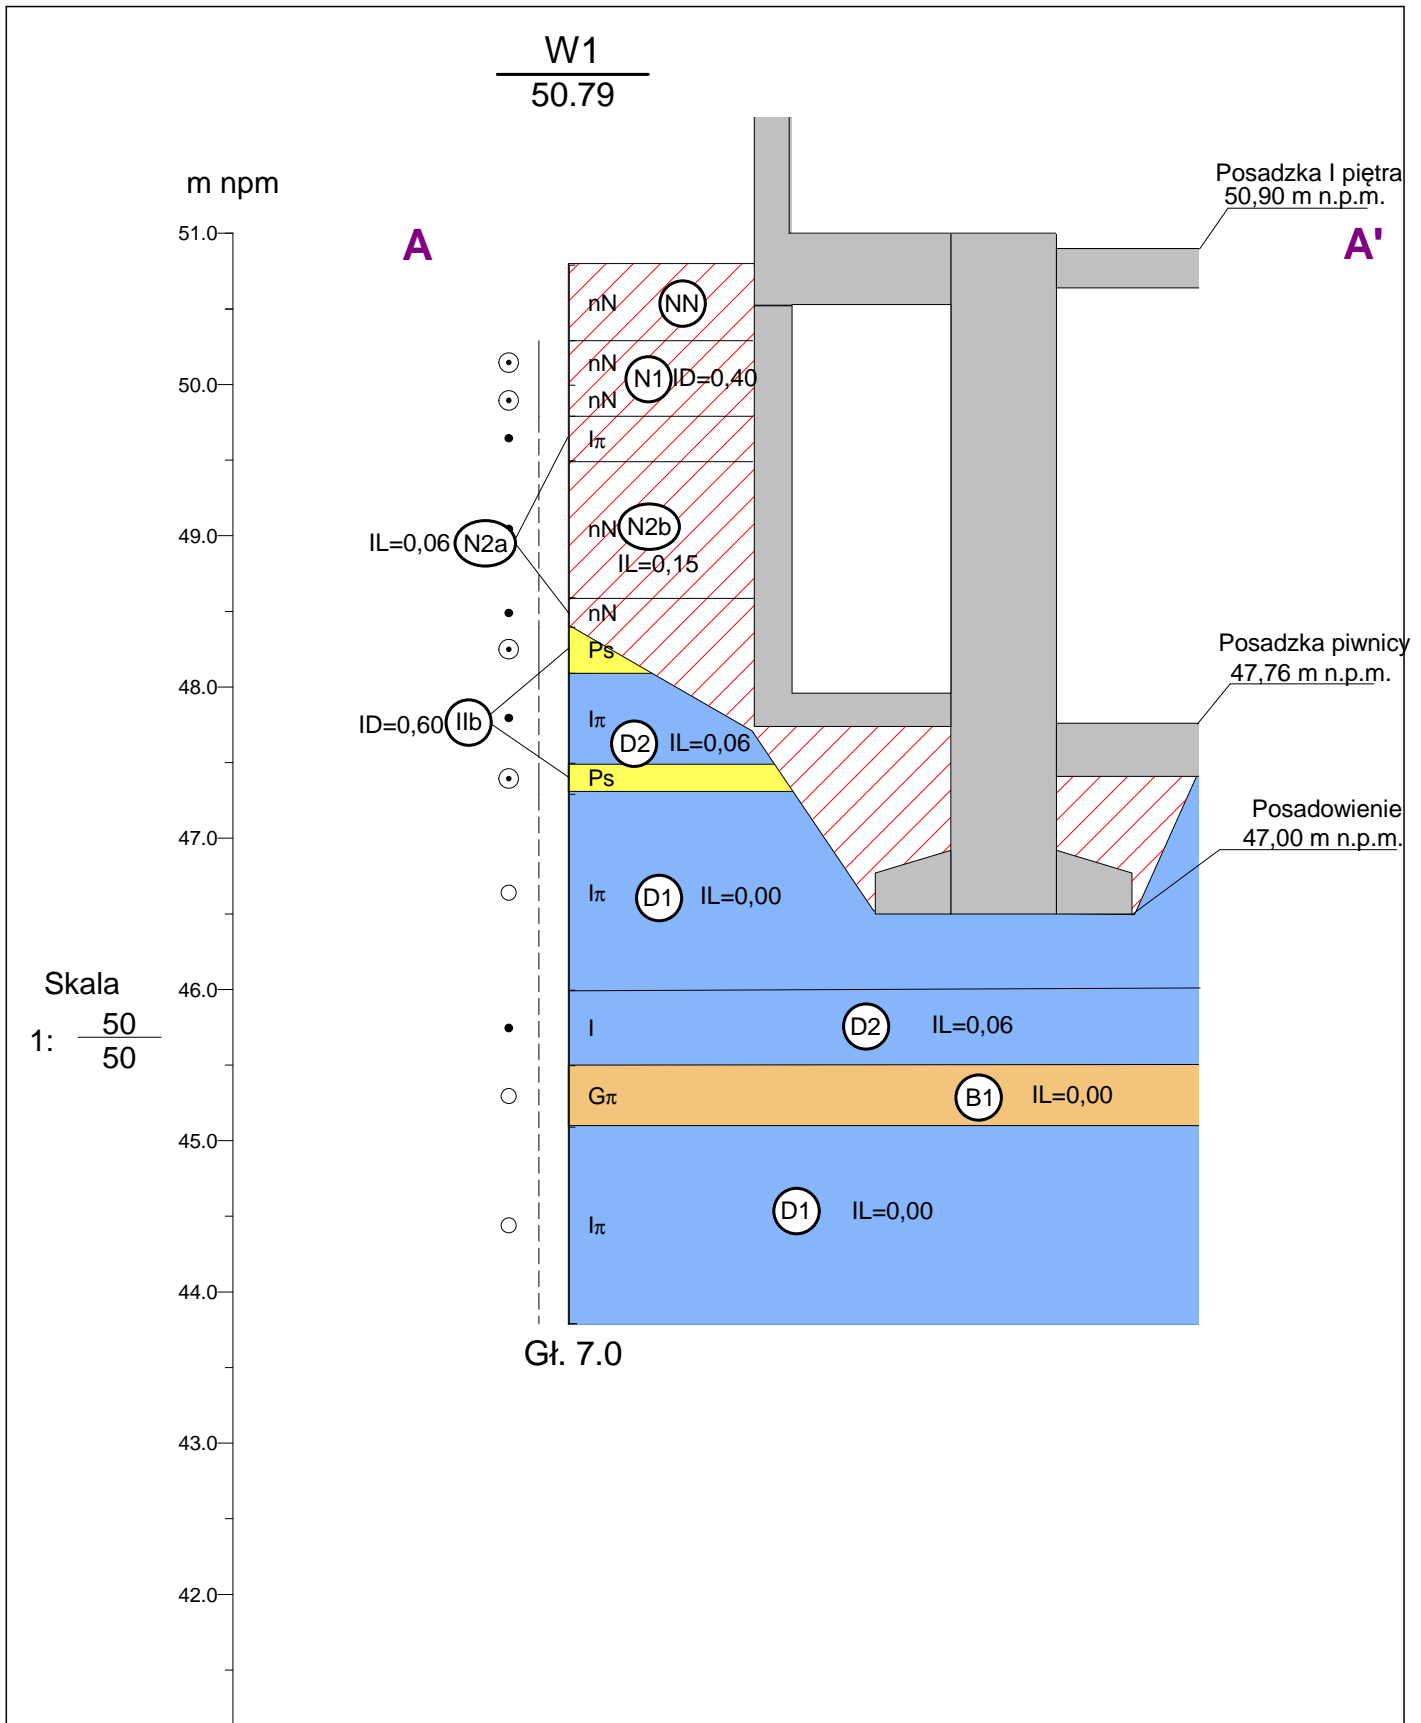 W1
50.79
m npm
A
A'
Posadzka I piętra
50,90 m n.p.m.
51.0
nN
NN
nN
50.0
N1
ID=0,40
nN
Iπ
49.0
IL=0,06
N2a
nN
N2b
IL=0,15
nN
Ps
Posadzka piwnicy
47,76 m n.p.m.
48.0
ID=0,60
IIb
Iπ
D2
IL=0,06
Ps
47.0
Posadowienie
47,00 m n.p.m.
Iπ
D1
IL=0,00
46.0
Skala
1:
50
50
I
D2
IL=0,06
Gπ
B1
IL=0,00
45.0
Iπ
D1
IL=0,00
44.0
Gł. 7.0
43.0
42.0